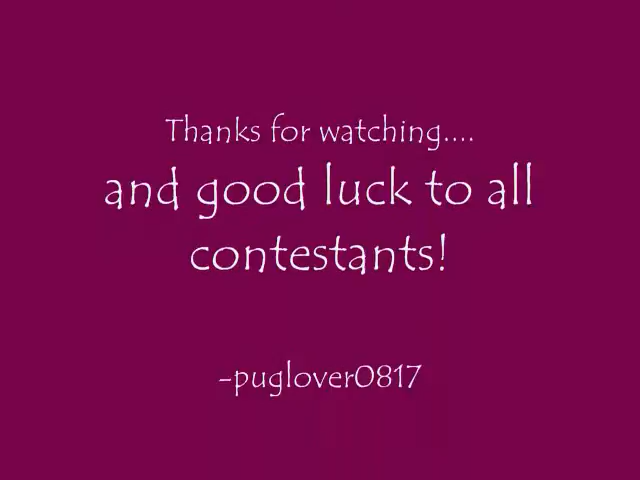 Thanks for watching....
and good luck to all
contestants!
-puglover0817